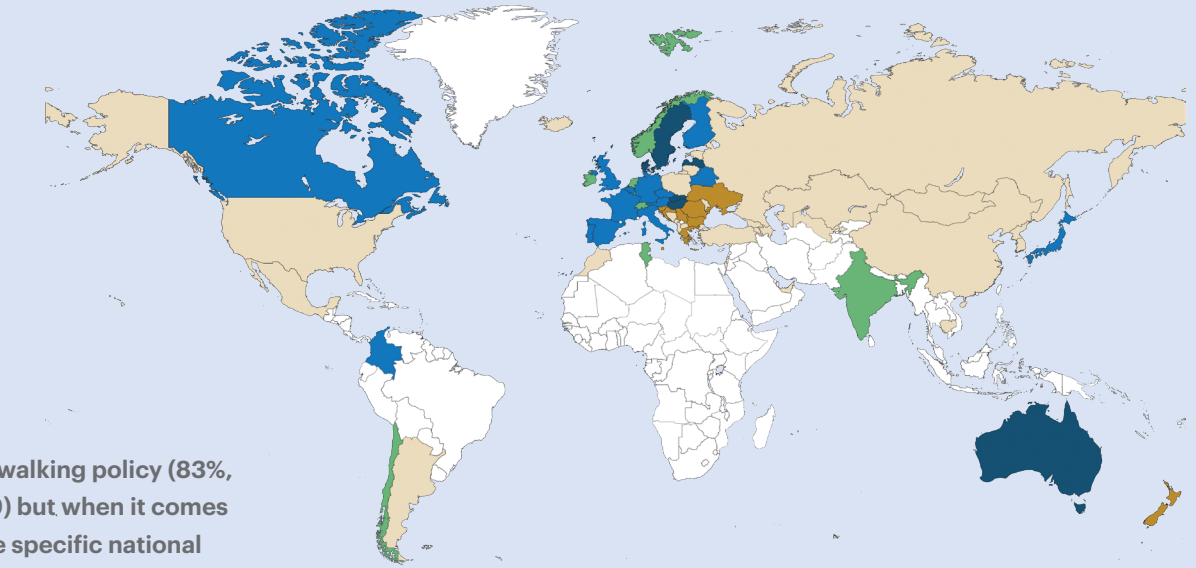 walking policy (83%,
) but when it comes
e specific national